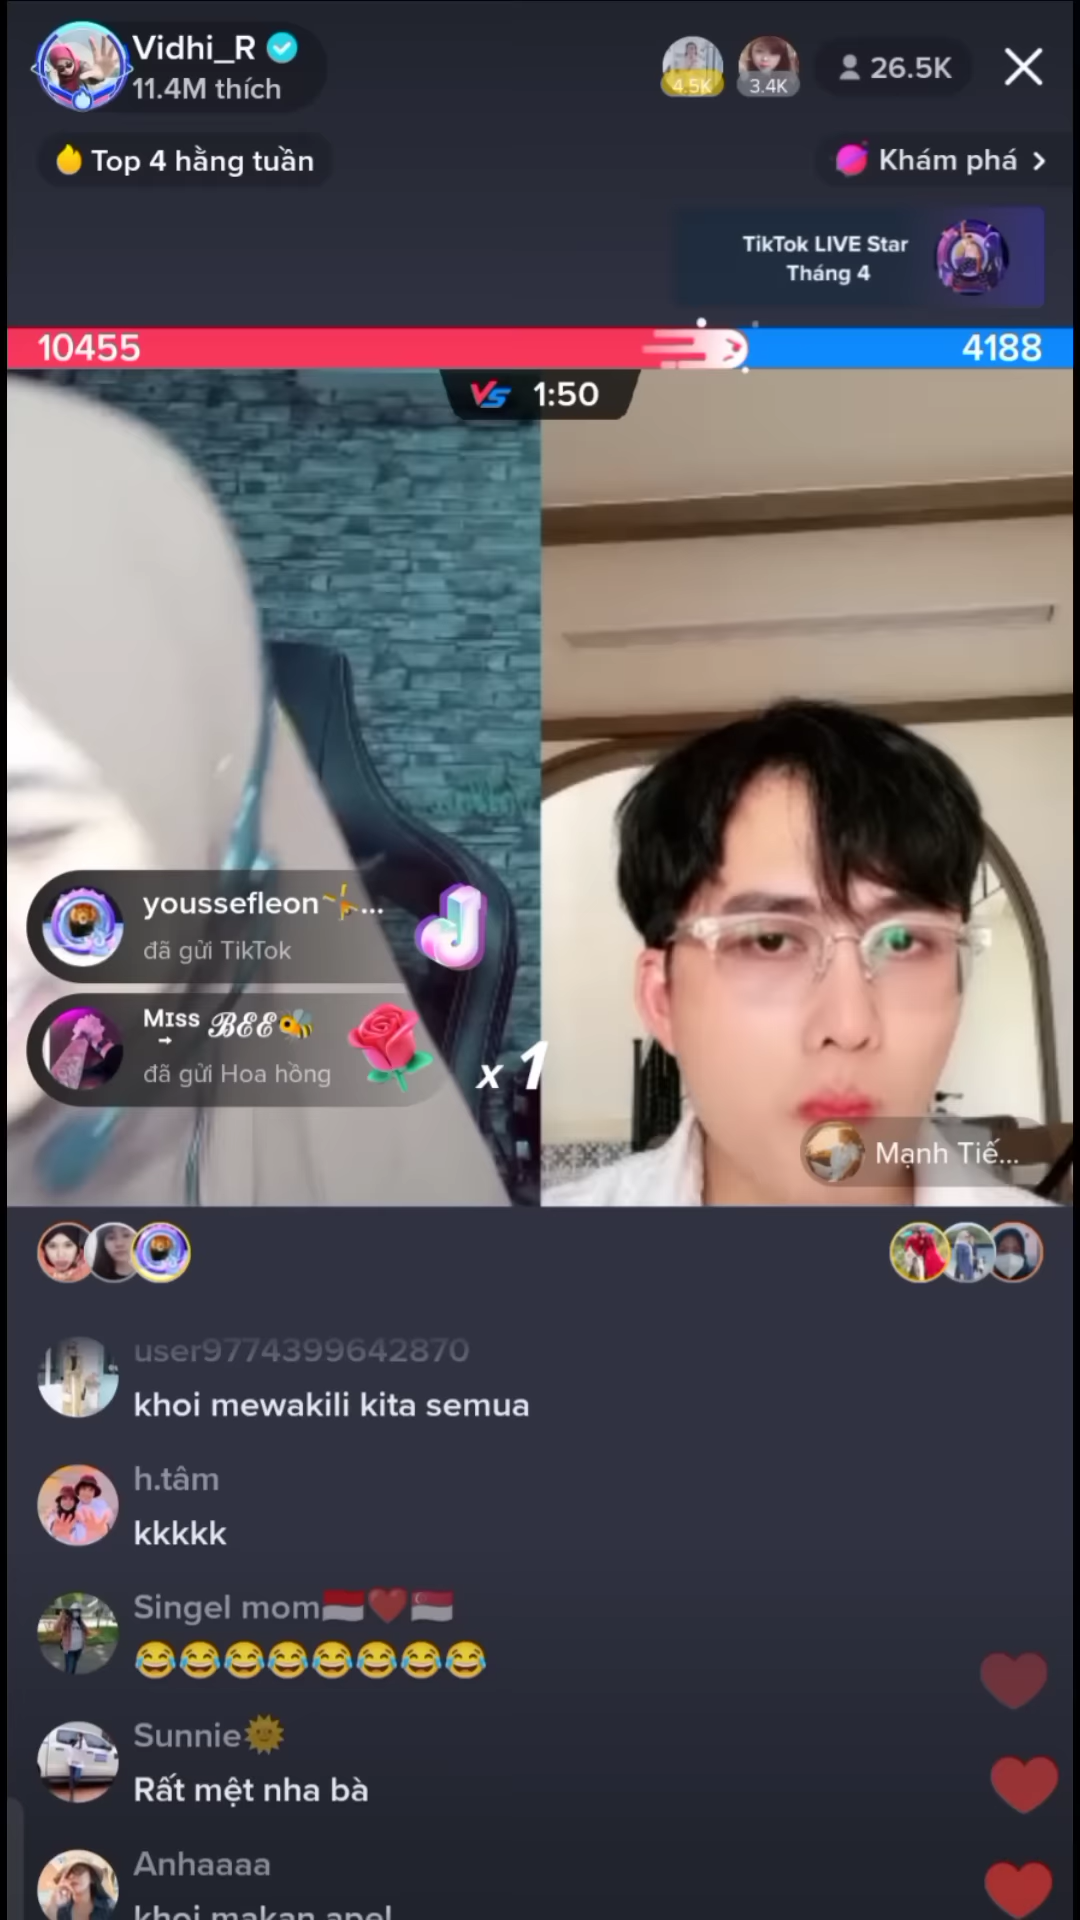 Vidhi_R
11.4M thích
4.5K
3.4K
26.5K
Top 4 hằng tuần
Khám phá
TikTok LIVE Star
Tháng 4
10455
4188
VS 1:50
youssefleon🤸...
đã gửi TikTok
Mɪss ℬℰℰ🐝
đã gửi Hoa hồng
x 1
Mạnh Tiế...
user9774399642870
khoi mewakili kita semua
h.tâm
kkkkk
Singel mom🇮🇩❤️🇸🇬
😂😂😂😂😂😂😂😂
Sunnie🌞
Rất mệt nha bà
Anhaaaa
khoi makan apel